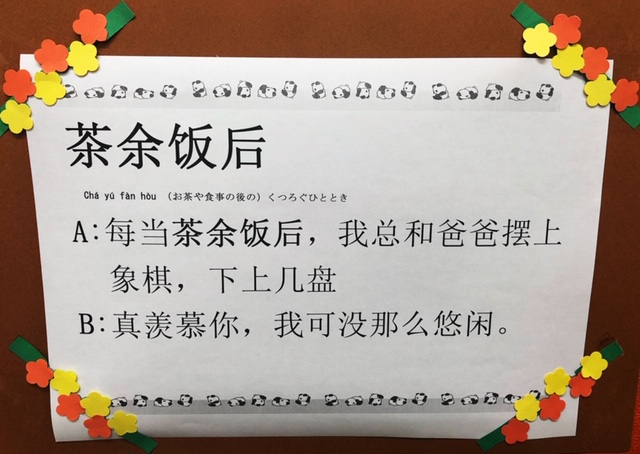 茶余饭后
Chá yú fàn hòu （お茶や食事の後の）くつろぐひととき
A：每当茶余饭后，我总和爸爸摆上
象棋，下上几盘
B：真羡慕你，我可没那么悠闲。